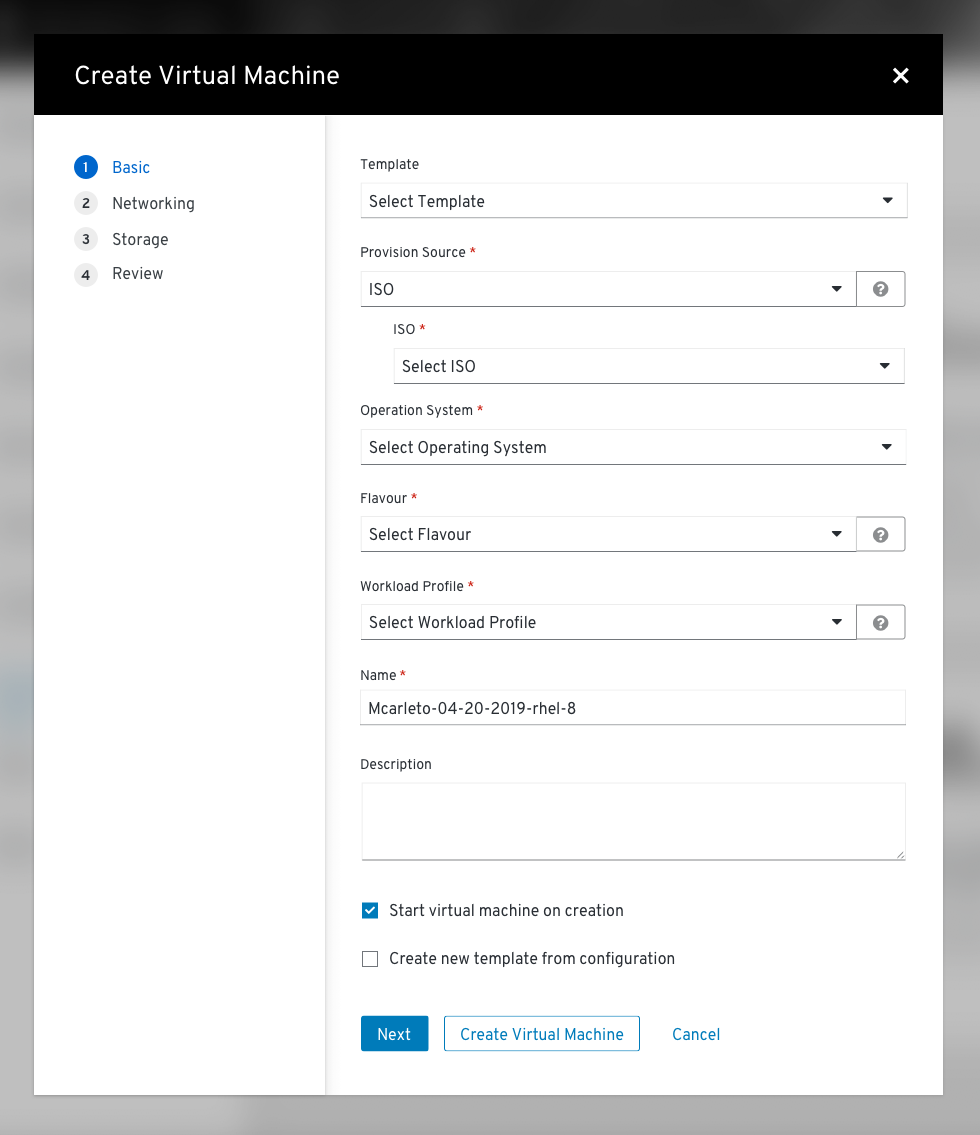 Create Virtual Machine
1 Basic
2 Networking
3 Storage
4 Review
Template
Select Template
Provision Source *
ISO
?
ISO *
Select ISO
Operation System *
Select Operating System
Flavour *
Select Flavour
?
Workload Profile *
Select Workload Profile
?
Name *
Mcarleto-04-20-2019-rhel-8
Description
Start virtual machine on creation
Create new template from configuration
Next Create Virtual Machine Cancel